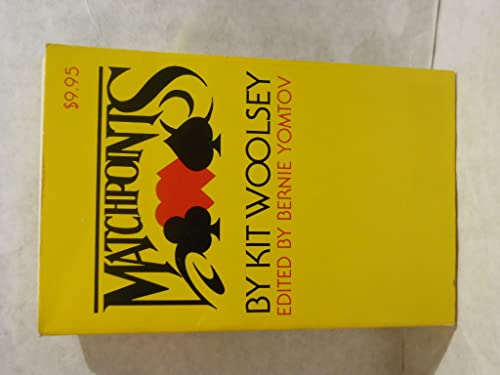 $9.95
MATCHPOINTS
BY KIT WOOLSEY
EDITED BY BERNIE YOMTOV